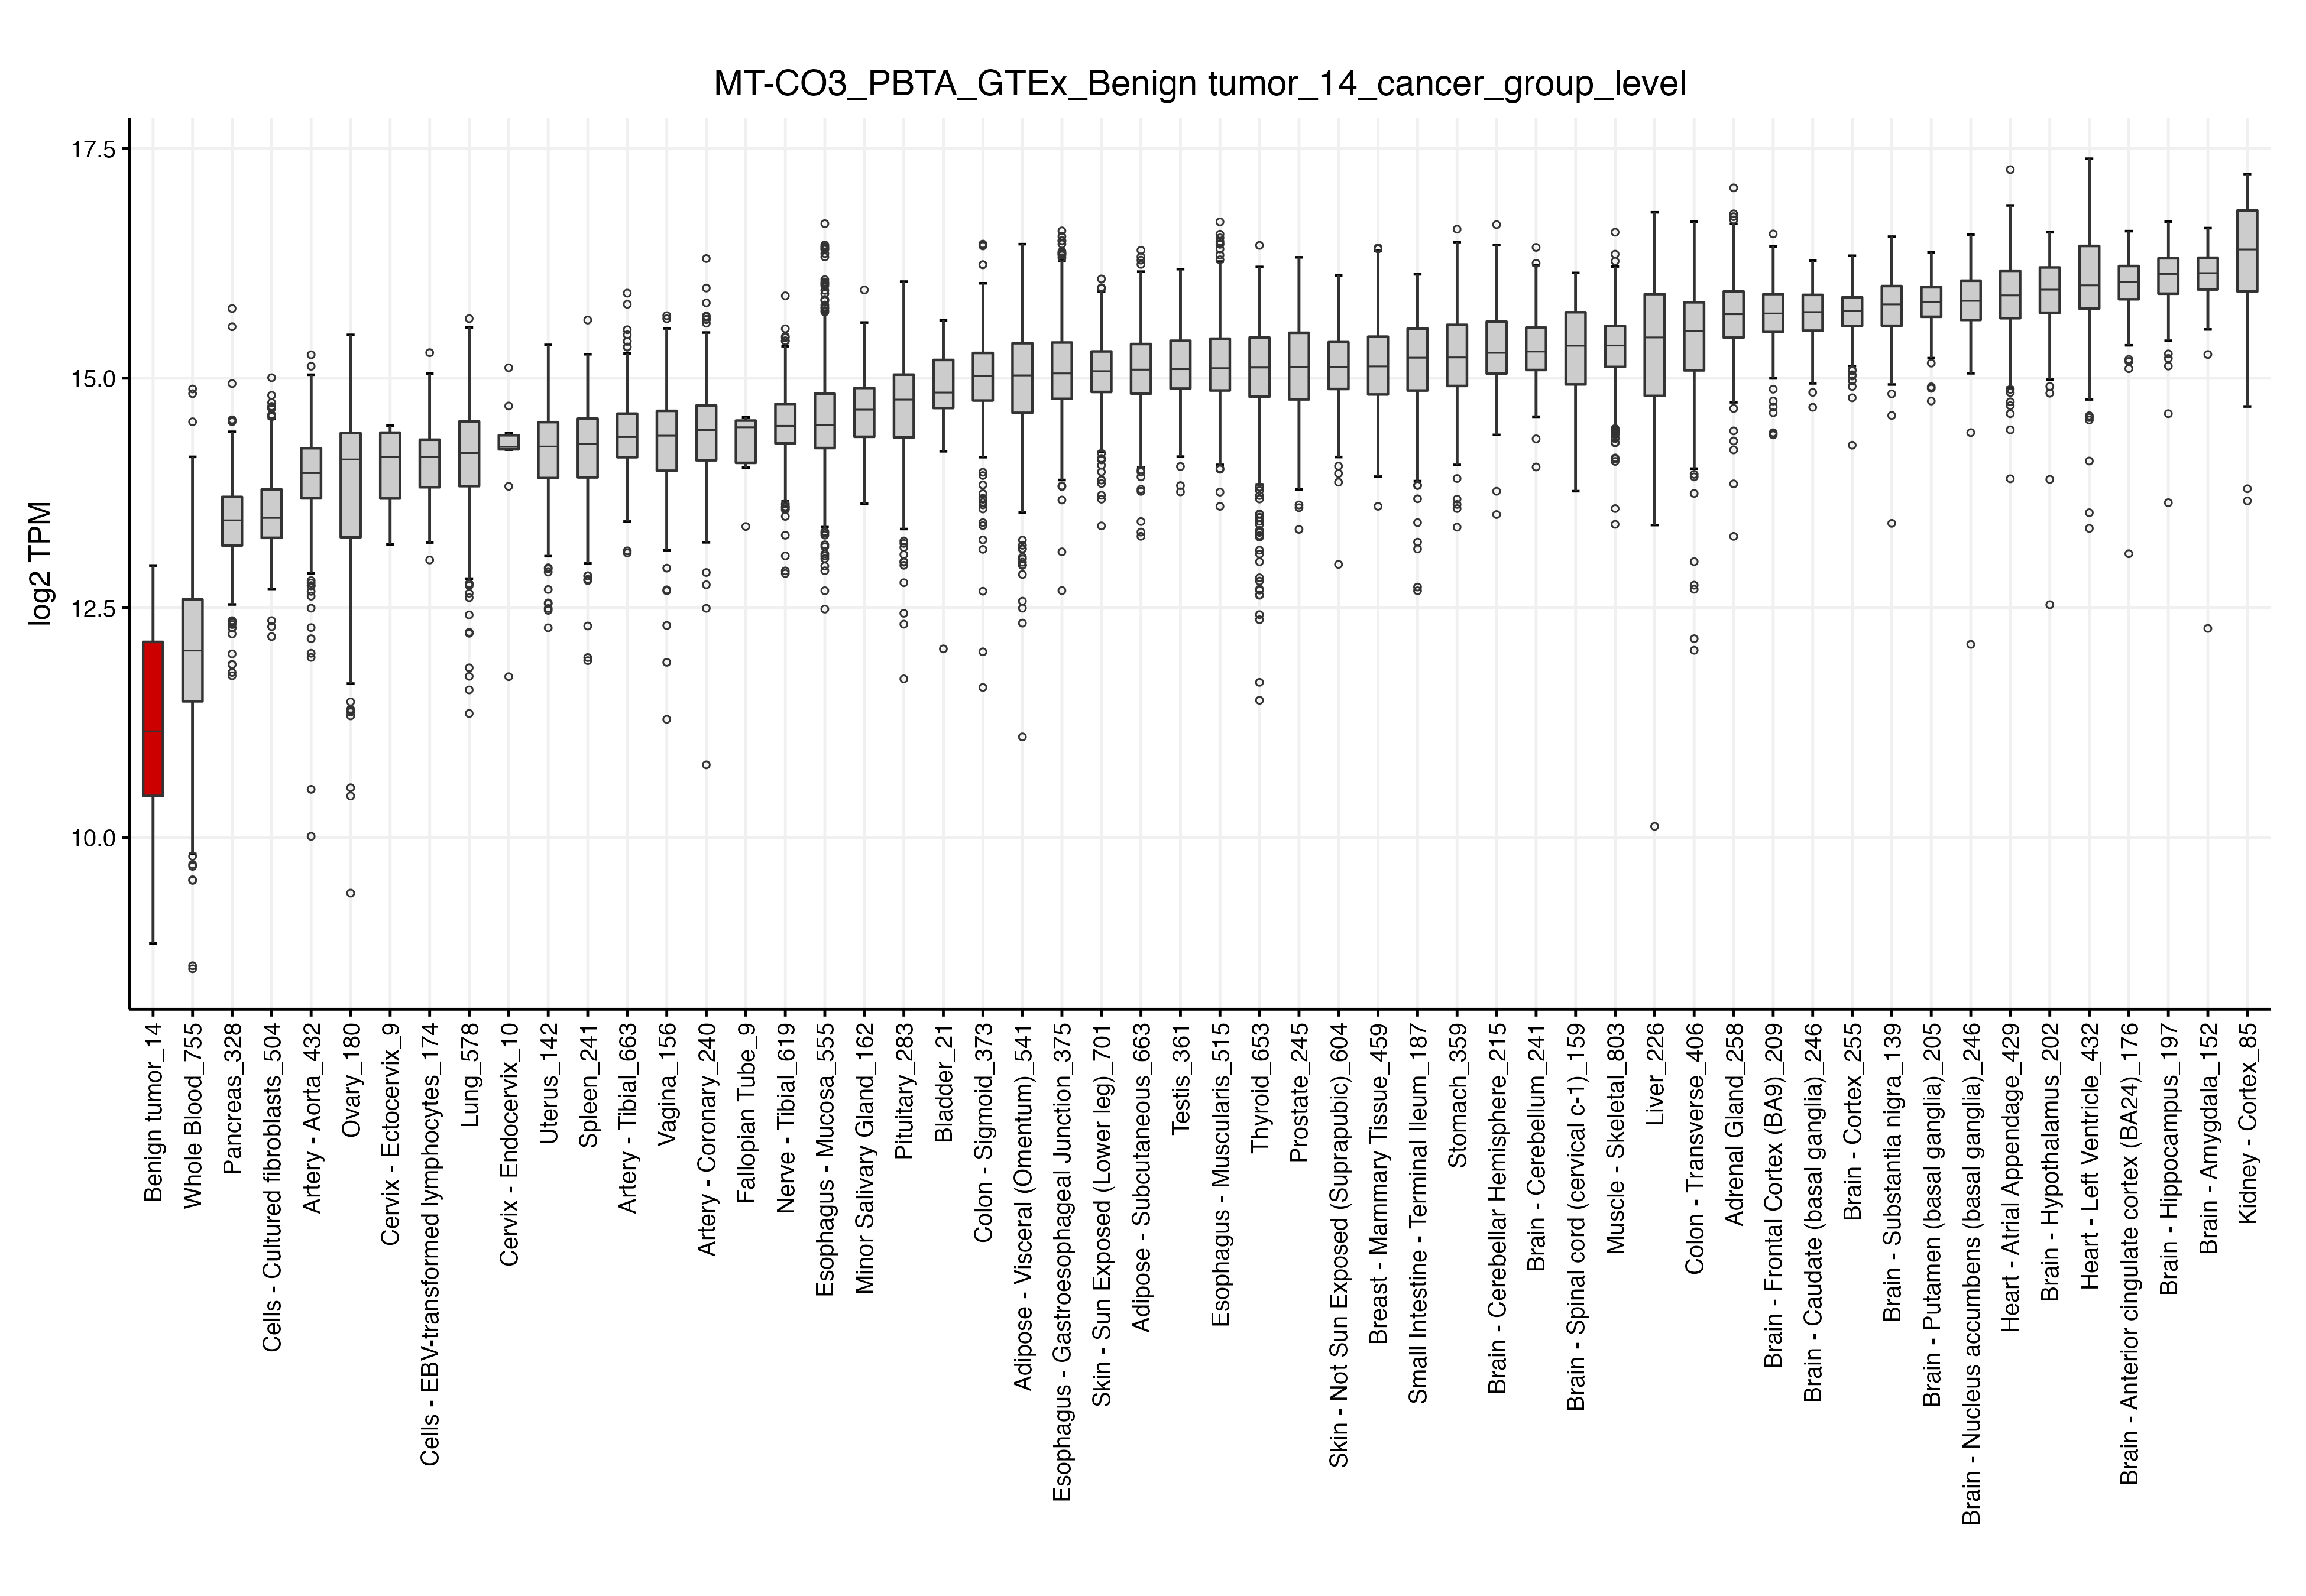 MT-CO3_PBTA_GTEx_Benign tumor_14_cancer_group_level
log2 TPM
17.5
15.0
12.5
10.0
Benign tumor_14
Whole Blood_755
Pancreas_328
Cells - Cultured fibroblasts_504
Artery - Aorta_432
Ovary_180
Cervix - Ectocervix_9
Cells - EBV-transformed lymphocytes_174
Lung_578
Cervix - Endocervix_10
Uterus_142
Spleen_241
Artery - Tibial_663
Vagina_156
Artery - Coronary_240
Fallopian Tube_9
Nerve - Tibial_619
Esophagus - Mucosa_555
Minor Salivary Gland_162
Pituitary_283
Bladder_21
Colon - Sigmoid_373
Adipose - Visceral (Omentum)_541
Esophagus - Gastroesophageal Junction_375
Skin - Sun Exposed (Lower leg)_701
Adipose - Subcutaneous_663
Testis_361
Esophagus - Muscularis_515
Thyroid_653
Prostate_245
Skin - Not Sun Exposed (Suprapubic)_604
Breast - Mammary Tissue_459
Small Intestine - Terminal Ileum_187
Stomach_359
Brain - Cerebellar Hemisphere_215
Brain - Cerebellum_241
Brain - Spinal cord (cervical c-1)_159
Muscle - Skeletal_803
Liver_226
Colon - Transverse_406
Adrenal Gland_258
Brain - Frontal Cortex (BA9)_209
Brain - Caudate (basal ganglia)_246
Brain - Cortex_255
Brain - Substantia nigra_139
Brain - Putamen (basal ganglia)_205
Brain - Nucleus accumbens (basal ganglia)_246
Heart - Atrial Appendage_429
Brain - Hypothalamus_202
Heart - Left Ventricle_432
Brain - Anterior cingulate cortex (BA24)_176
Brain - Hippocampus_197
Brain - Amygdala_152
Kidney - Cortex_85